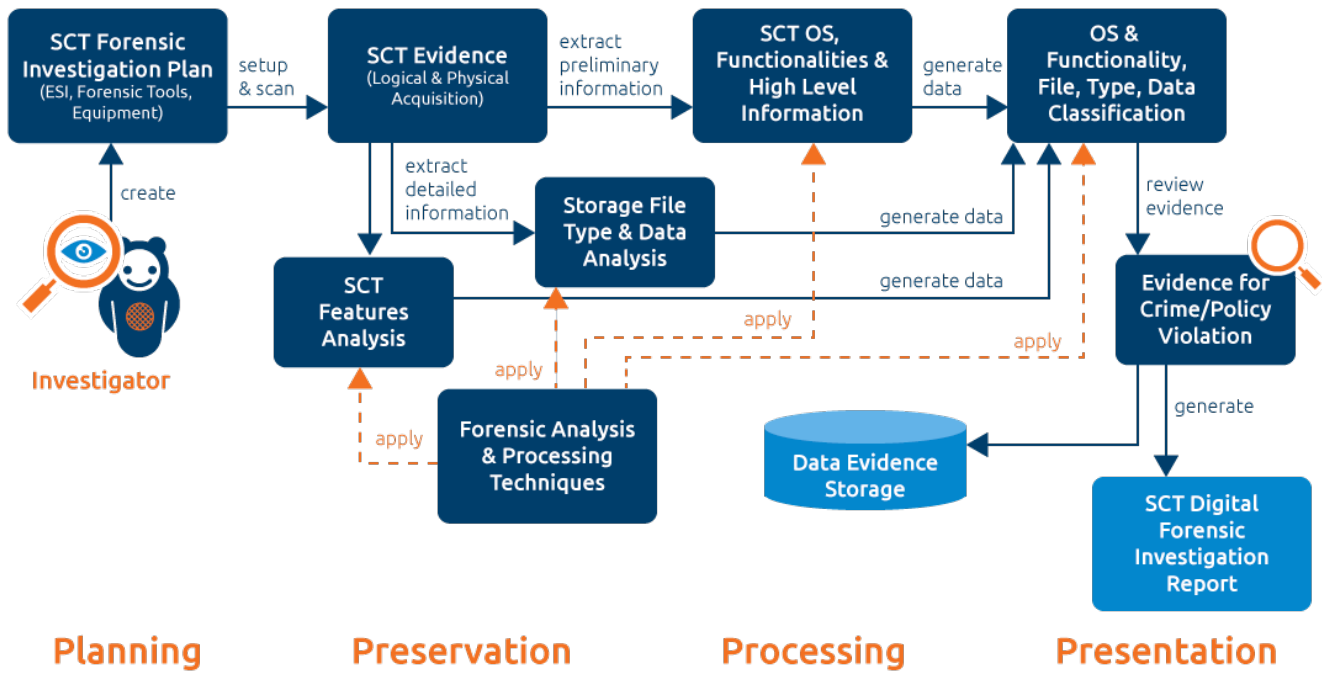 SCT Forensic
Investigation Plan
(ESI, Forensic Tools,
Equipment)
setup
& scan
SCT Evidence
(Logical & Physical
Acquisition)
extract
preliminary
information
SCT OS,
Functionalities &
High Level
Information
generate
data
OS &
Functionality,
File, Type, Data
Classification
create
extract
detailed
information
Storage File
Type & Data
Analysis
generate data
review
evidence
SCT
Features
Analysis
generate data
Evidence for
Crime/Policy
Violation
Investigator
apply
apply
apply
apply
Forensic Analysis
& Processing
Techniques
generate
Data Evidence
Storage
SCT Digital
Forensic
Investigation
Report
Planning
Preservation
Processing
Presentation